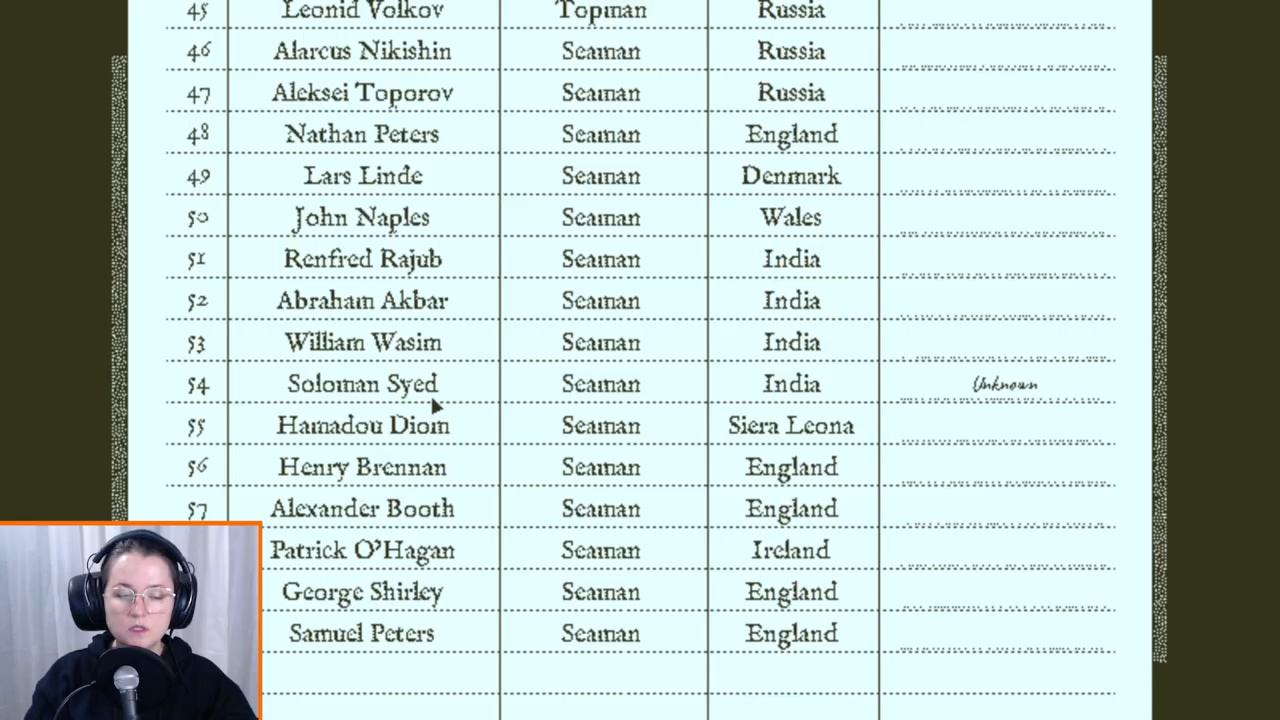 45 Leonid Volkov Topman Russia
46 Alarcus Nikishin Seaman Russia
47 Aleksei Toporov Seaman Russia
48 Nathan Peters Seaman England
49 Lars Linde Seaman Denmark
50 John Naples Seaman Wales
51 Renfred Rajub Seaman India
52 Abraham Akbar Seaman India
53 William Wasim Seaman India
54 Soloman Syed Seaman India Unknown
55 Hamadou Diom Seaman Siera Leona
56 Henry Brennan Seaman England
57 Alexander Booth Seaman England
Patrick O'Hagan Seaman Ireland
George Shirley Seaman England
Samuel Peters Seaman England